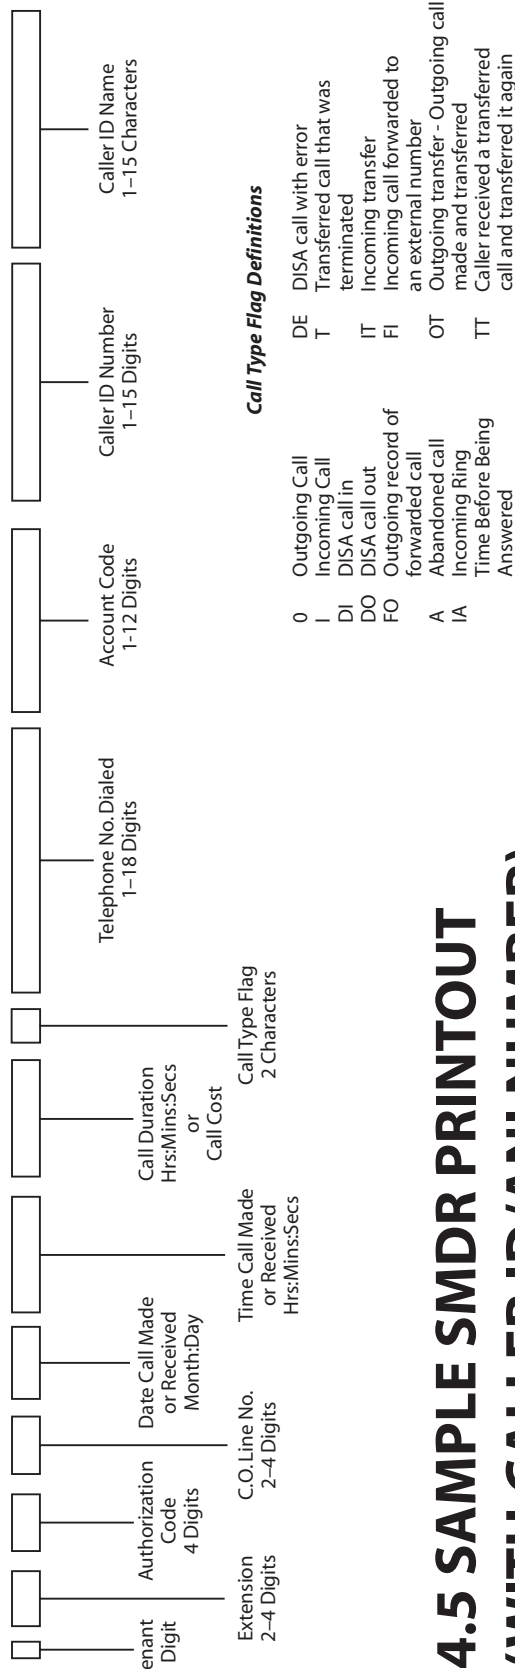 enant
Digit
Extension
2–4 Digits
Authorization
Code
4 Digits
C.O. Line No.
2–4 Digits
Date Call Made
or Received
Month:Day
Time Call Made
or Received
Hrs:Mins:Secs
Call Duration
Hrs:Mins:Secs
or
Call Cost
Call Type Flag
2 Characters
Telephone No. Dialed
1–18 Digits
Account Code
1-12 Digits
Caller ID Number
1–15 Digits
Caller ID Name
1–15 Characters
Call Type Flag Definitions
0 Outgoing Call
I Incoming Call
DI DISA call in
DO DISA call out
FO Outgoing record of
forwarded call
A Abandoned call
IA Incoming Ring
Time Before Being
Answered
DE DISA call with error
T Transferred call that was
terminated
IT Incoming transfer
FI Incoming call forwarded to
an external number
OT Outgoing transfer - Outgoing call
made and transferred
TT Caller received a transferred
call and transferred it again
4.5 SAMPLE SMDR PRINTOUT
(WITH CALLER ID/ANI NUMBER)